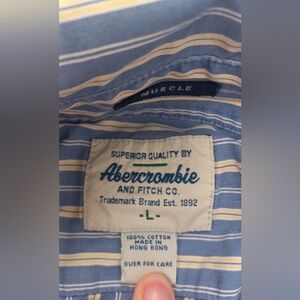 MUSCLE
SUPERIOR QUALITY BY
Abercrombie
AND FITCH CO.
Trademark Brand Est. 1892
-L-
100% COTTON
MADE IN
HONG KONG
OVER FOR CARE